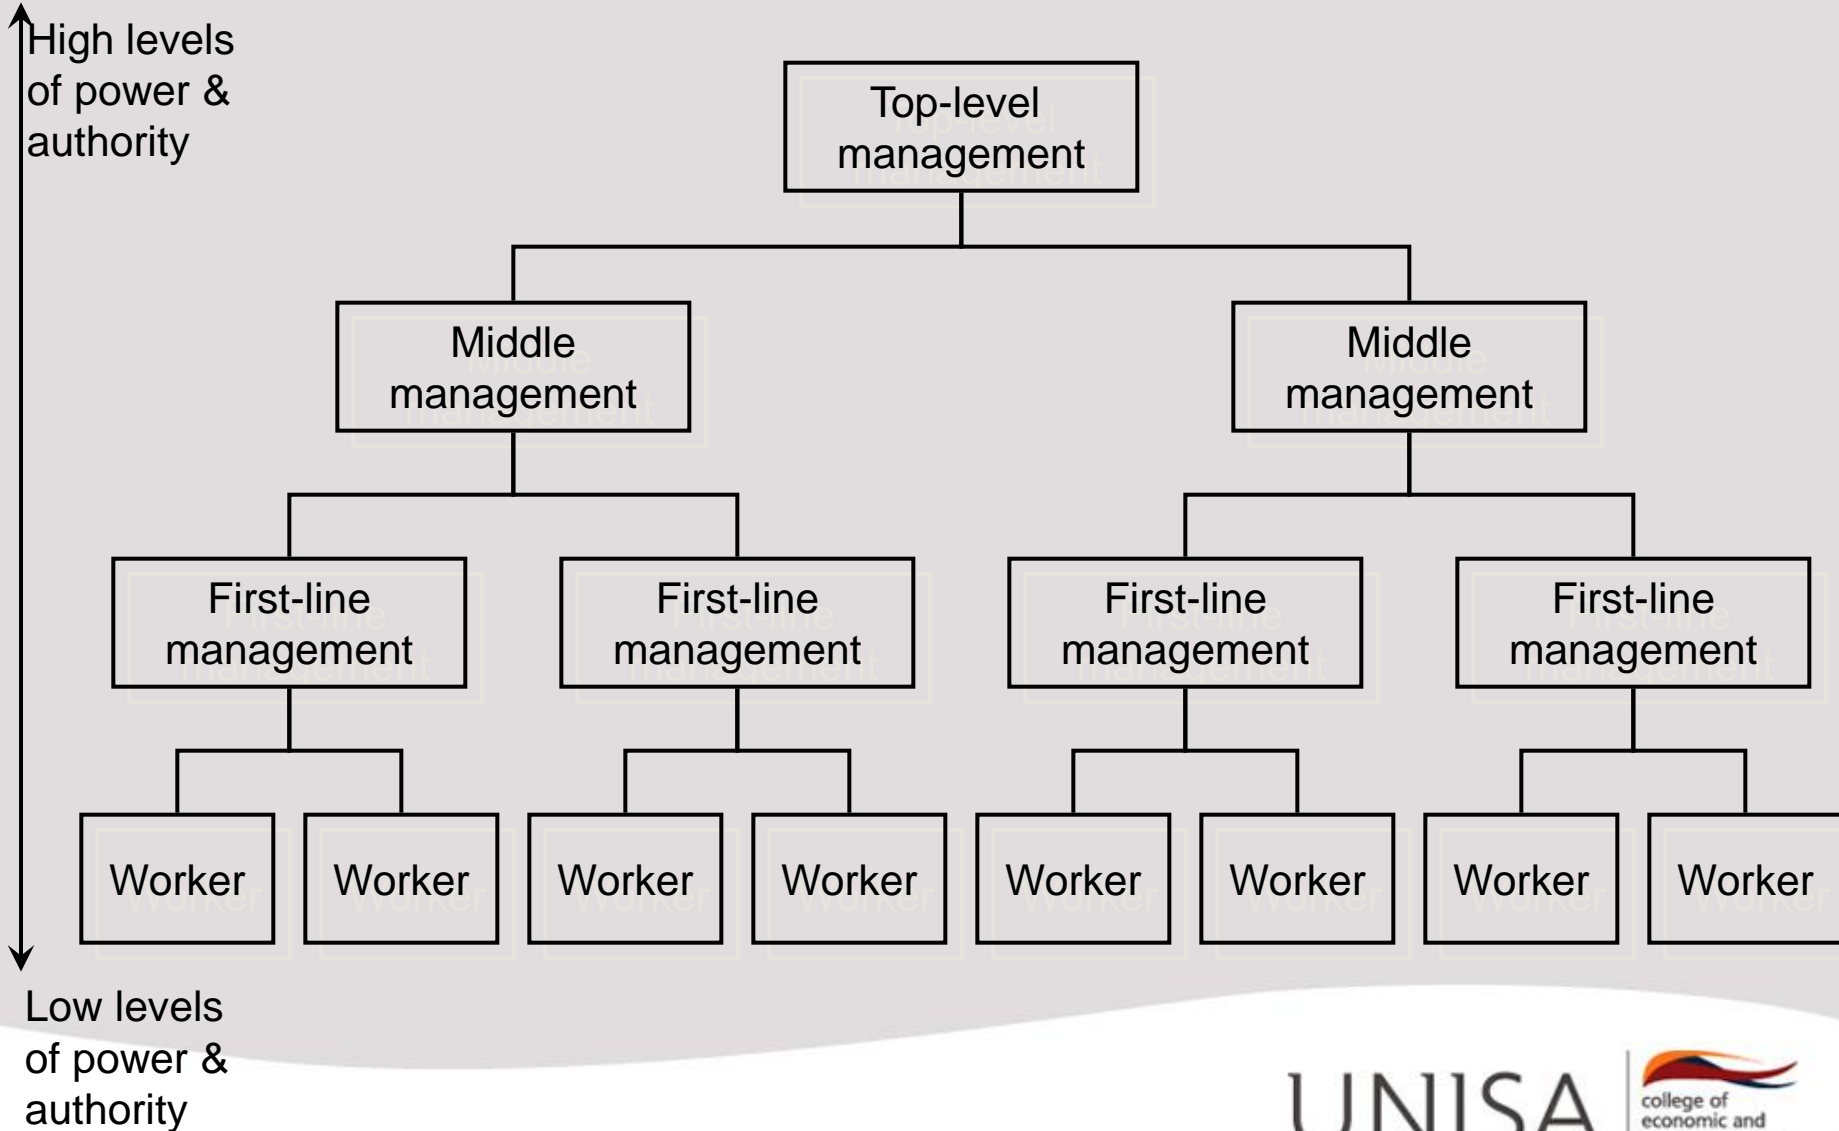 High levels
of power &
authority
Top-level
management
Middle
management
Middle
management
First-line
management
First-line
management
First-line
management
First-line
management
Worker
Worker
Worker
Worker
Worker
Worker
Worker
Worker
Low levels
of power &
authority
UNISA
college of
economic and